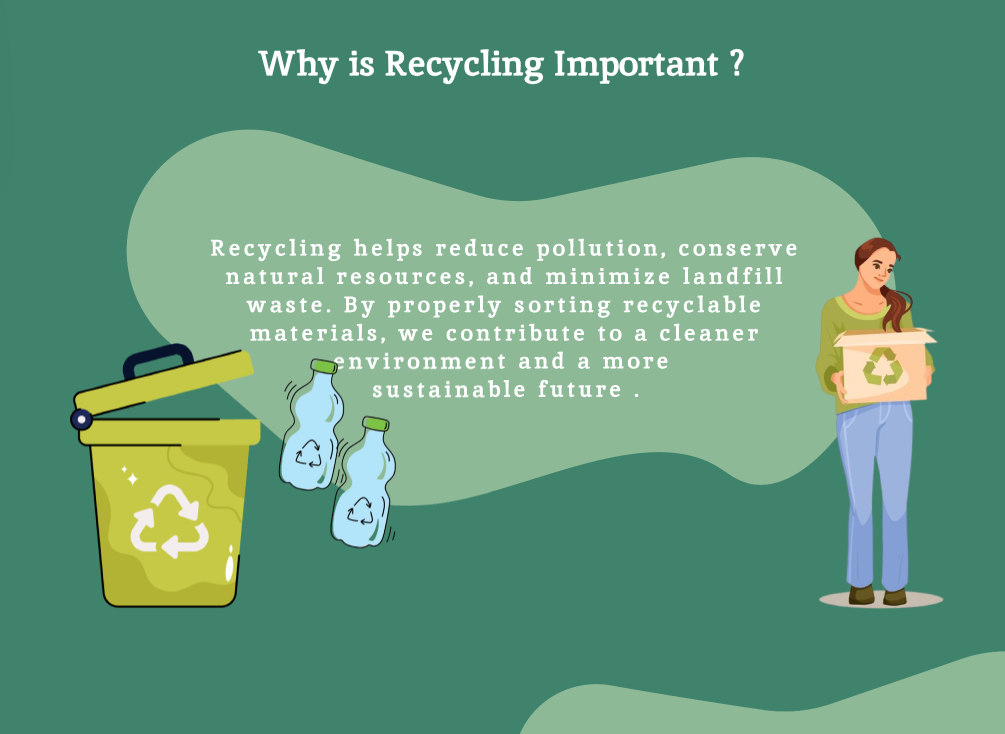 Why is Recycling Important ?
Recycling helps reduce pollution, conserve
natural resources, and minimize landfill
waste. By properly sorting recyclable
materials, we contribute to a cleaner
environment and a more
sustainable future .